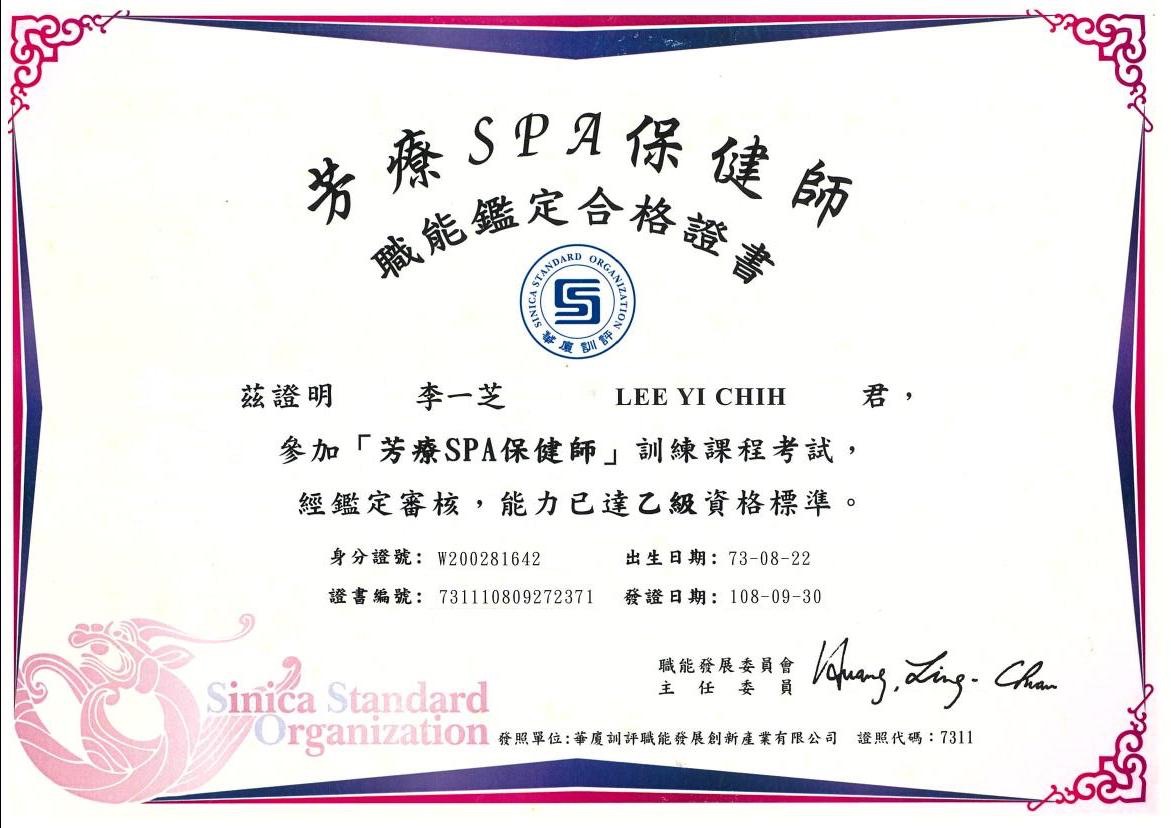 芳療SPA保健師
職能鑑定合格證書
SINICA STANDARD ORGANIZATION
華廈訓評
茲證明 李一芝 LEE YI CHIH 君，
參加「芳療SPA保健師」訓練課程考試，
經鑑定審核，能力已達乙級資格標準。
身分證號： W200281642 出生日期： 73-08-22
證書編號： 731110809272371 發證日期： 108-09-30
職能發展委員會
主任委員
Huang, Ling-Chuan
Sinica Standard
Organization
發照單位:華廈訓評職能發展創新產業有限公司 證照代碼：7311